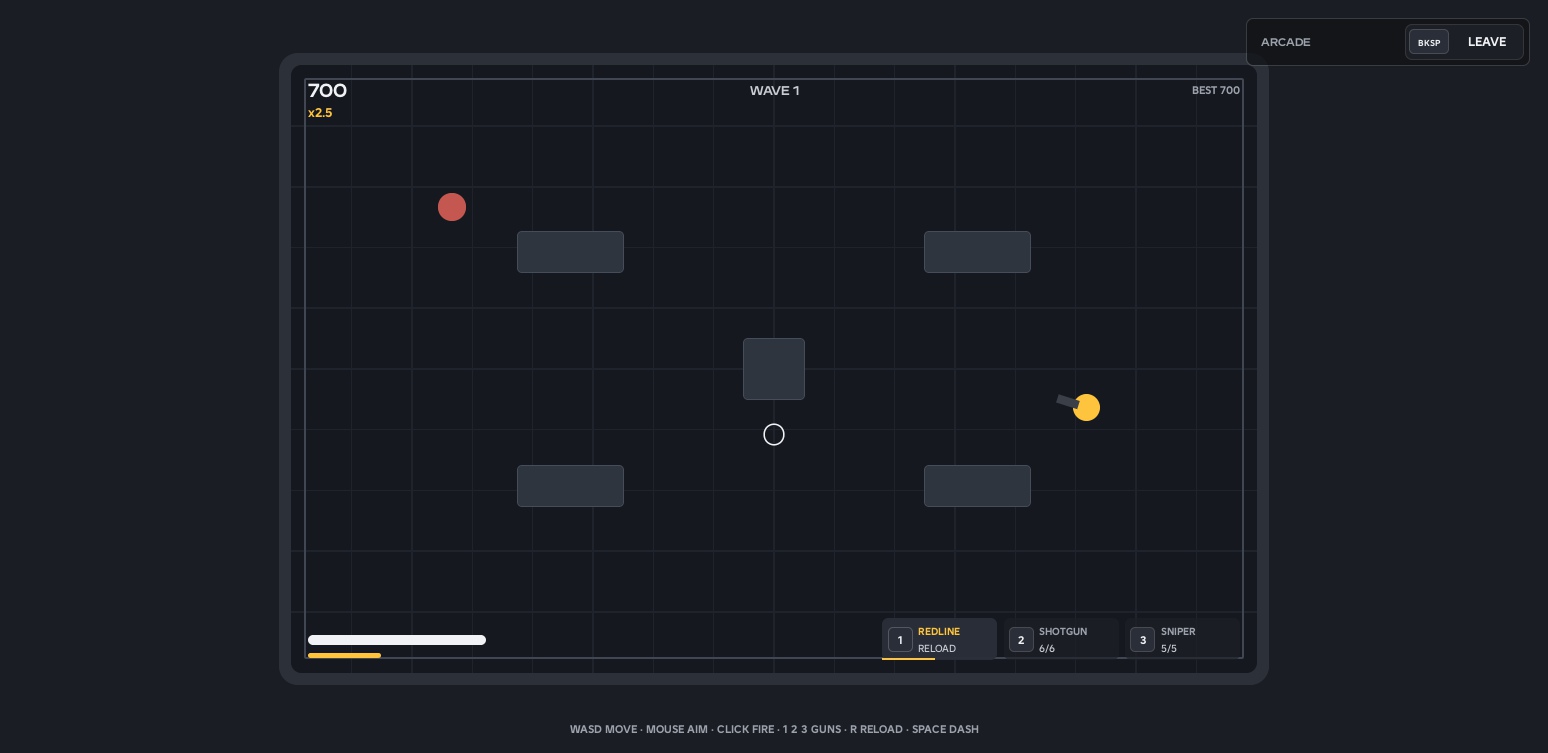 ARCADE
BKSP LEAVE
700 WAVE 1 BEST 700
x2.5
1 REDLINE RELOAD
2 SHOTGUN 6/6
3 SNIPER 5/5
WASD MOVE · MOUSE AIM · CLICK FIRE · 1 2 3 GUNS · R RELOAD · SPACE DASH